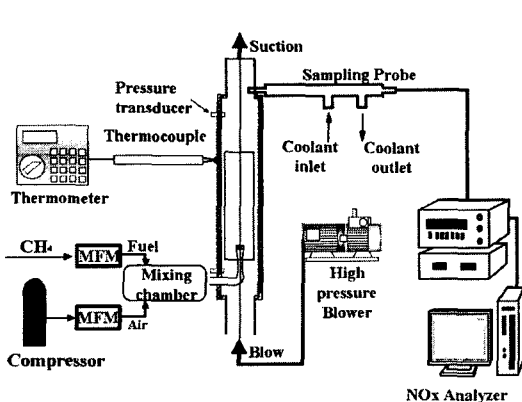 Suction
Sampling Probe
Pressure
transducer
Thermocouple
Coolant
inlet
Coolant
outlet
Thermometer
CH₄
MFM
Fuel
Mixing
chamber
High
pressure
Blower
MFM
Air
Compressor
Blow
NOx Analyzer